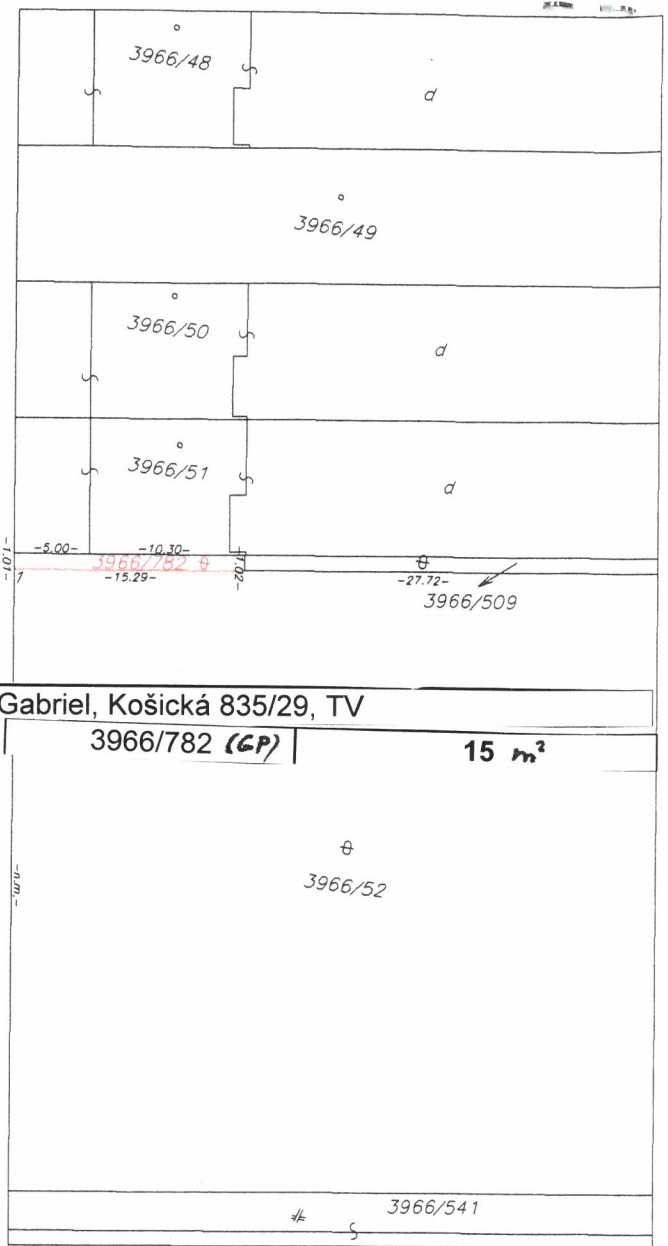 3966/48
d
3966/49
3966/50
d
3966/51
d
-5.00- -10.30-
-1.01- 3966/782 -1.02-
7 -15.29- -27.72-
3966/509
Gabriel, Košická 835/29, TV
3966/782 (GP) 15 m²
-n.m.-
3966/52
3966/541